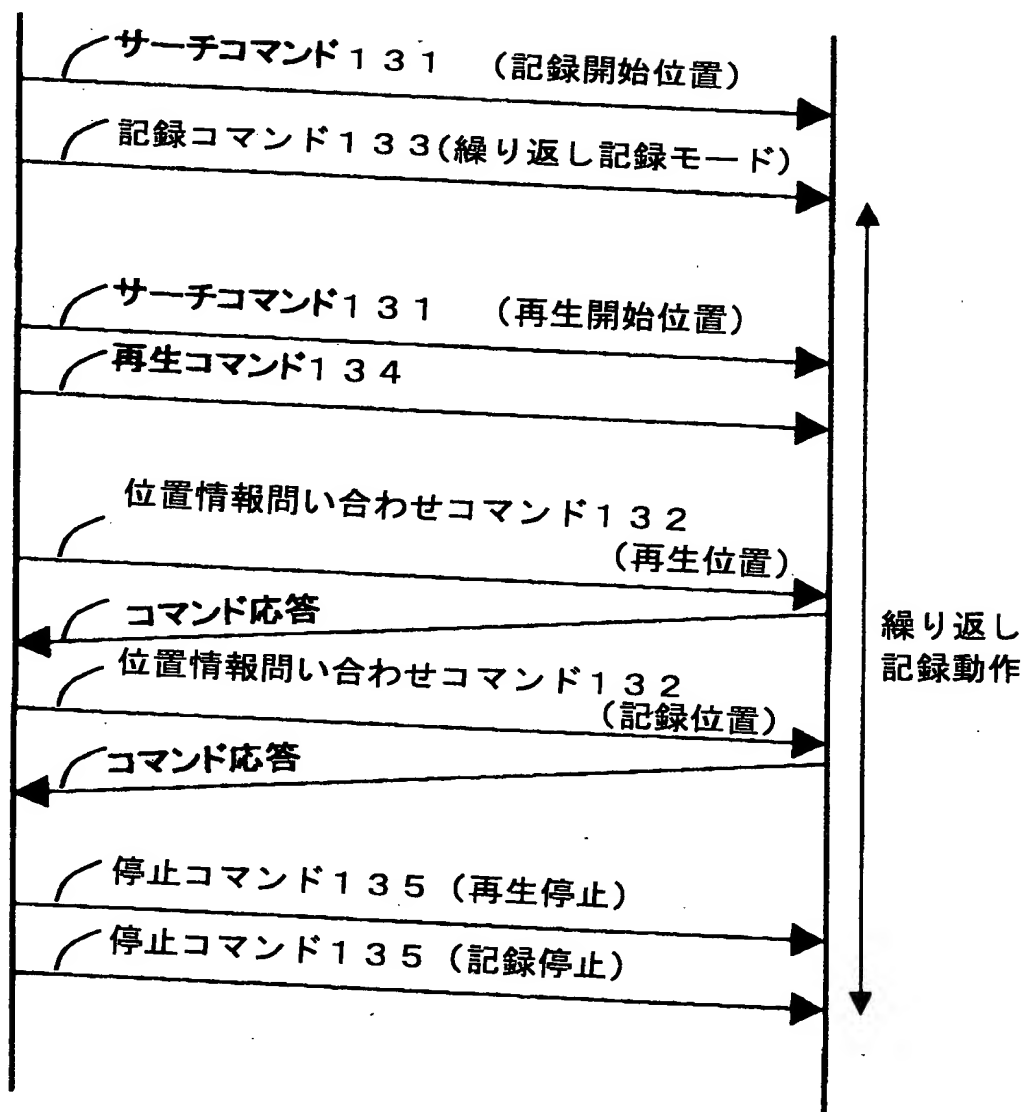 サーチコマンド１３１　（記録開始位置）
記録コマンド１３３(繰り返し記録モード)
サーチコマンド１３１　（再生開始位置）
再生コマンド１３４
位置情報問い合わせコマンド１３２
（再生位置）
コマンド応答
位置情報問い合わせコマンド１３２
（記録位置）
コマンド応答
停止コマンド１３５（再生停止）
停止コマンド１３５（記録停止）
繰り返し
記録動作